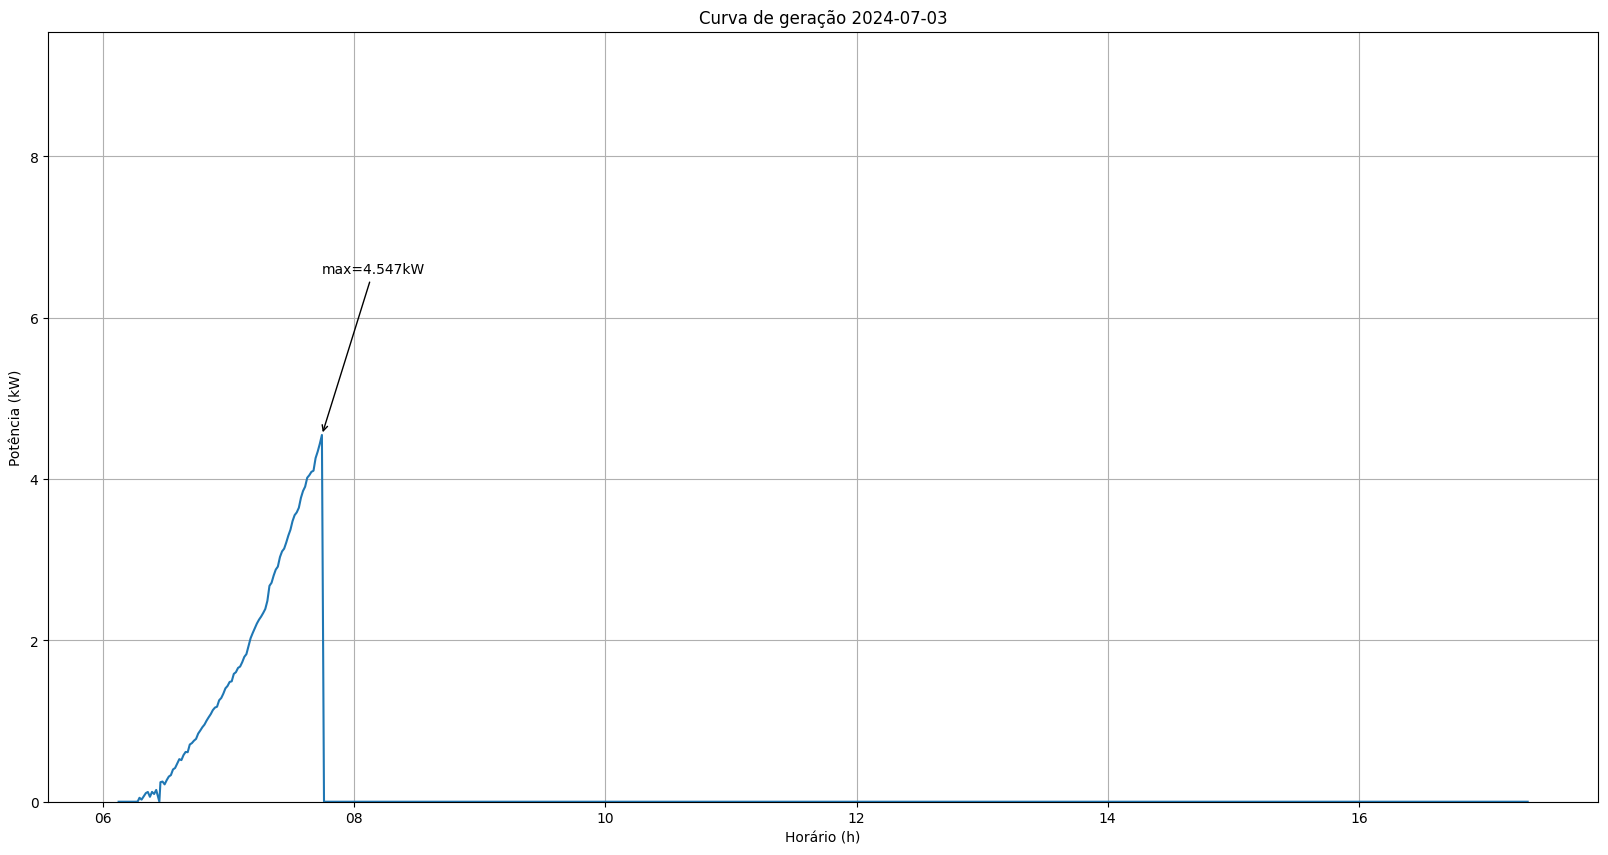 Curva de geração 2024-07-03
8
6
4
2
0
Potência (kW)
max=4.547kW
06 08 10 12 14 16
Horário (h)